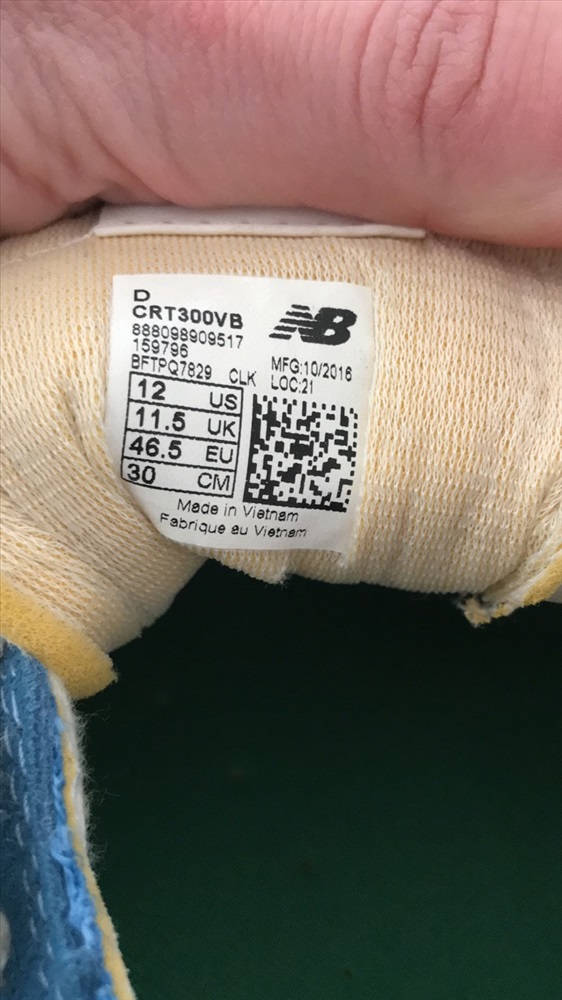 D
CRT300VB
888098909517
159796
BFTPQ7829 CLK
NB
MFG:10/2016
LOC:21
12 US
11.5 UK
46.5 EU
30 CM
Made in Vietnam
Fabrique au Vietnam